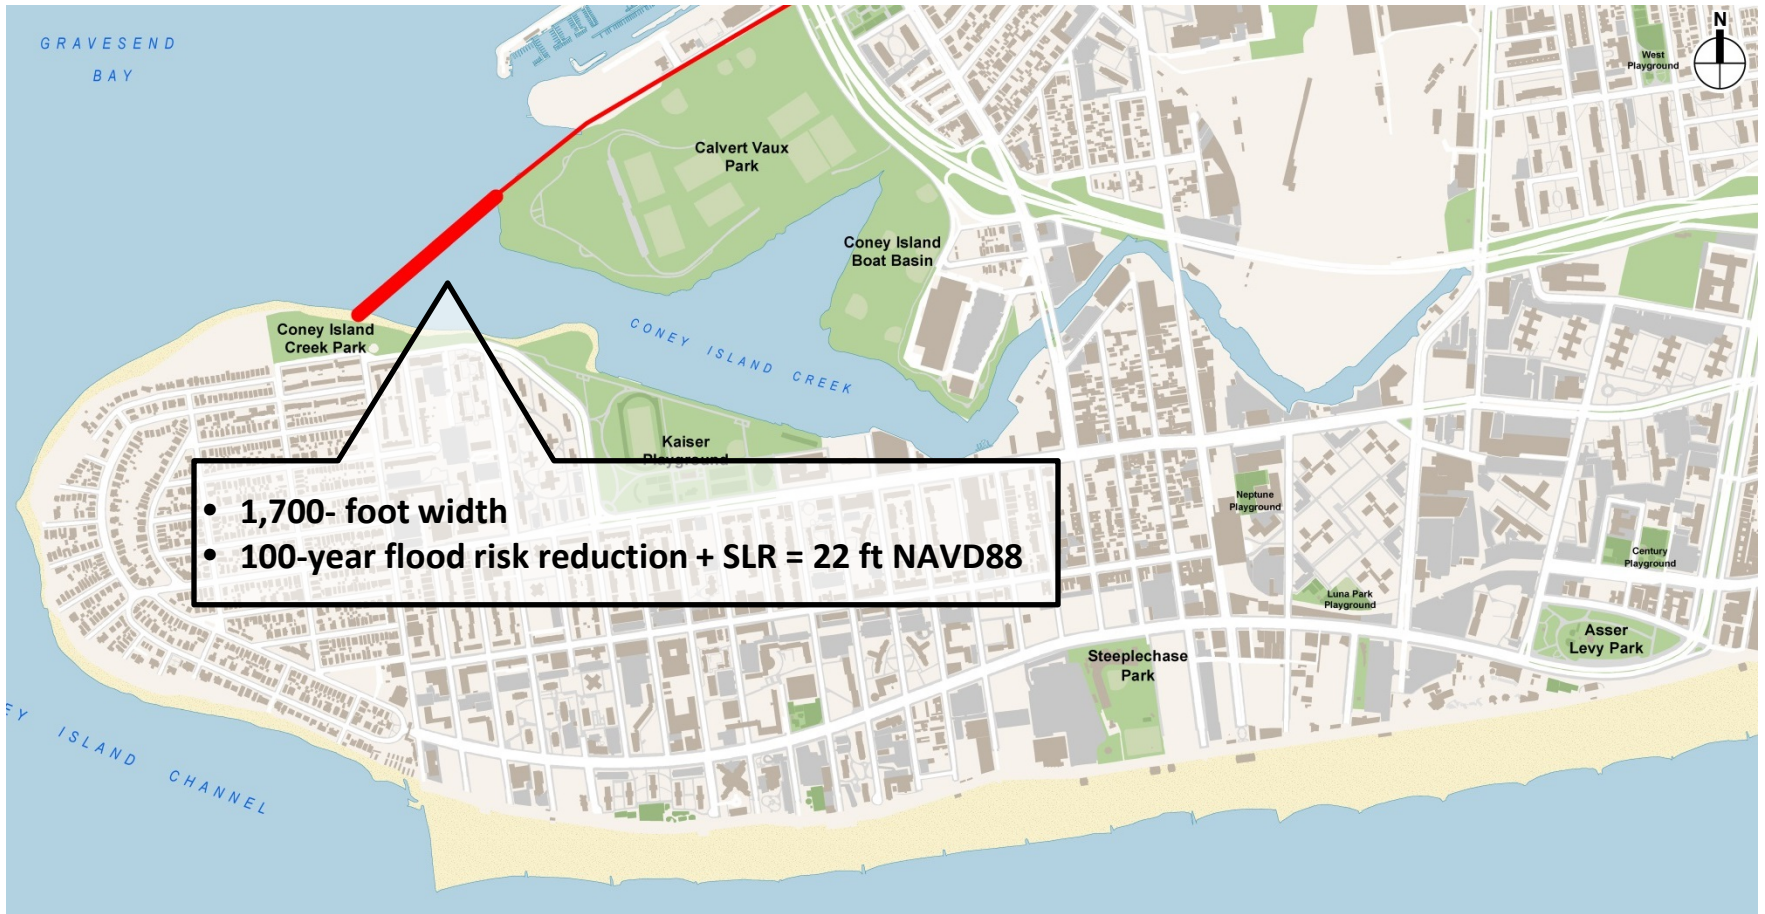 GRAVESEND
BAY
N
West
Playground
Calvert Vaux
Park
Coney Island
Boat Basin
Coney Island
Creek Park
CONEY ISLAND CREEK
Kaiser
Playground
• 1,700- foot width
• 100-year flood risk reduction + SLR = 22 ft NAVD88
Neptune
Playground
Century
Playground
Luna Park
Playground
Asser
Levy Park
Steeplechase
Park
EY ISLAND CHANNEL